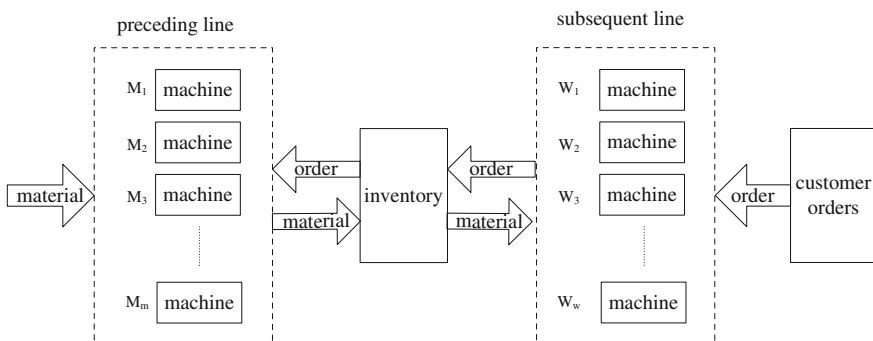 preceding line
subsequent line
M1 machine
M2 machine
M3 machine
Mm machine
material
order
material
inventory
order
material
W1 machine
W2 machine
W3 machine
Ww machine
order
customer
orders